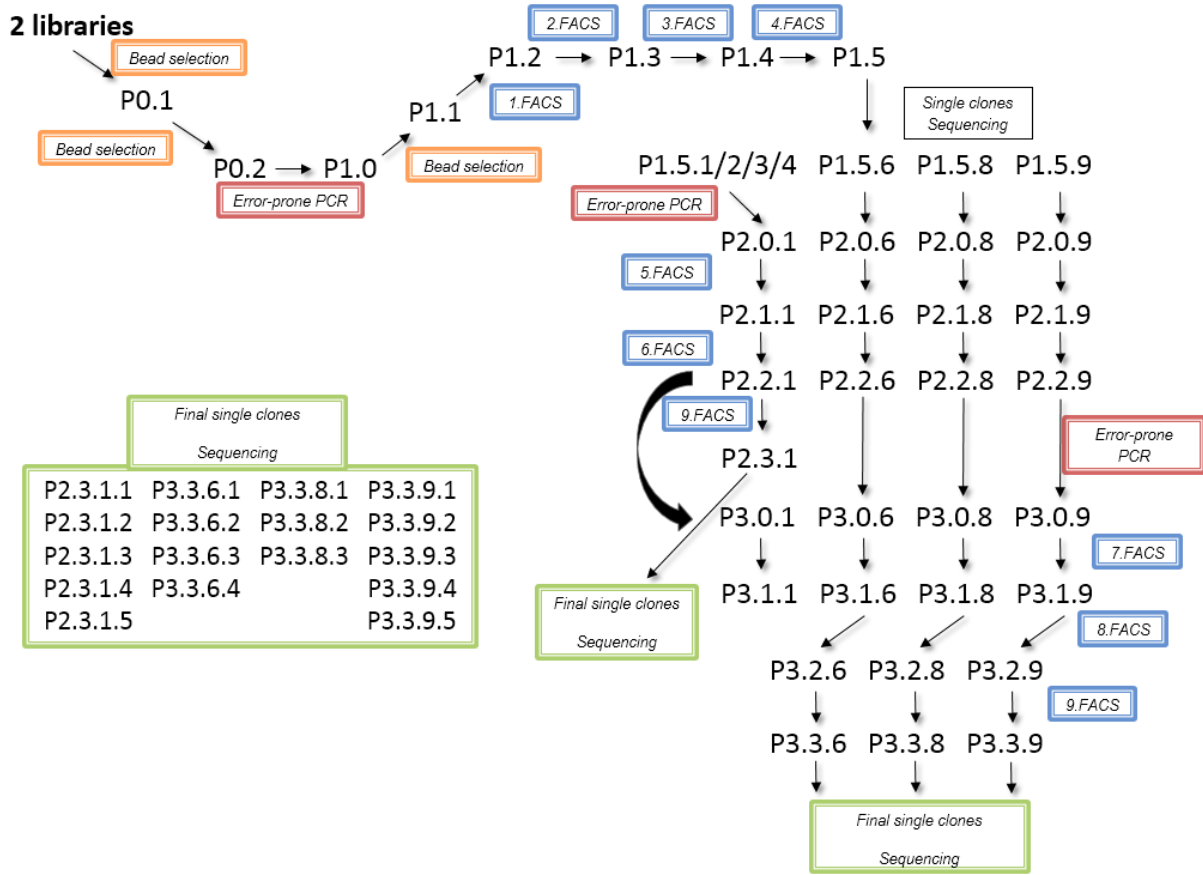 2 libraries
Bead selection
P0.1
Bead selection
P0.2
P1.0
Error-prone PCR
P1.1
Bead selection
1.FACS
P1.2
2.FACS
P1.3
3.FACS
P1.4
4.FACS
P1.5
Single clones
Sequencing
P1.5.1/2/3/4 P1.5.6 P1.5.8 P1.5.9
Error-prone PCR
P2.0.1 P2.0.6 P2.0.8 P2.0.9
5.FACS
P2.1.1 P2.1.6 P2.1.8 P2.1.9
6.FACS
P2.2.1 P2.2.6 P2.2.8 P2.2.9
9.FACS
Error-prone
PCR
P2.3.1
P3.0.1 P3.0.6 P3.0.8 P3.0.9
7.FACS
P3.1.1 P3.1.6 P3.1.8 P3.1.9
8.FACS
Final single clones
Sequencing
P3.2.6 P3.2.8 P3.2.9
9.FACS
P3.3.6 P3.3.8 P3.3.9
Final single clones
Sequencing
Final single clones
Sequencing
P2.3.1.1 P3.3.6.1 P3.3.8.1 P3.3.9.1
P2.3.1.2 P3.3.6.2 P3.3.8.2 P3.3.9.2
P2.3.1.3 P3.3.6.3 P3.3.8.3 P3.3.9.3
P2.3.1.4 P3.3.6.4 P3.3.9.4
P2.3.1.5 P3.3.9.5